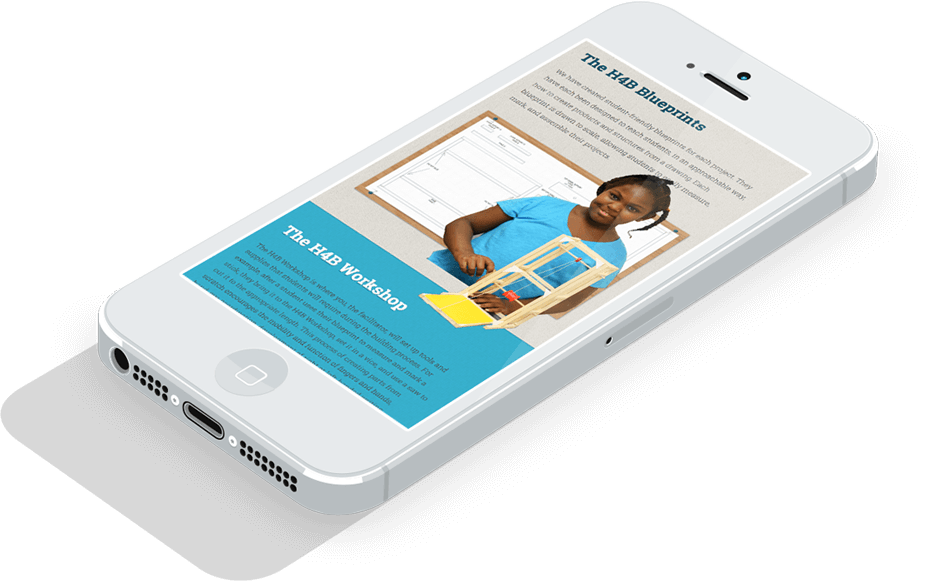 The H4B Blueprints
We have created student-friendly blueprints for each project. They
have each been designed to teach students, in an approachable way,
how to create products and structures from a drawing. Each
blueprint is drawn to scale, allowing students to easily measure,
mark, and assemble their projects.
The H4B Workshop
The H4B Workshop is where you, the facilitator, will set up tools and
supplies that students will require during the building process. For
example, when a student uses their blueprint to measure and mark a
stick, they bring it to the H4B Workshop, set it in a vice, and use a saw to
cut it to the appropriate length. This process of creating parts from
scratch encourages the mobility and function of fingers and hands,